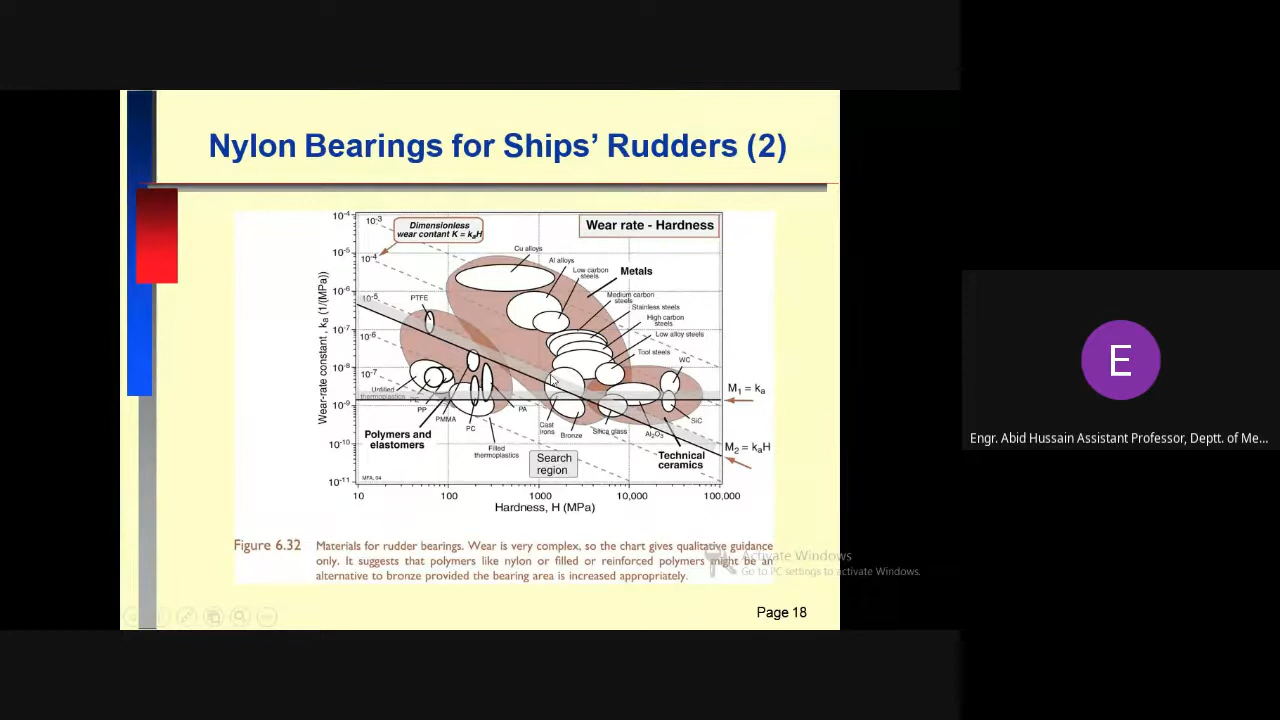 Nylon Bearings for Ships' Rudders (2)
Wear rate - Hardness
Dimensionless
wear contant K = kaH
10-3
10-4
10-5
10-6
10-7
10-4
10-5
10-6
10-7
10-8
10-9
10-10
10-11
Wear-rate constant, ka (1/(MPa))
Cu alloys
Al alloys
Low carbon
steels
Metals
Medium carbon
steels
Stainless steels
High carbon
steels
Low alloy steels
Tool steels
WC
PTFE
Unfilled
thermoplastics
PE
PP
PMMA
PC
PA
Filled
thermoplastics
Cast
irons
Bronze
Silica glass
Al2O3
SiC
M1 = ka
M2 = kaH
Polymers and
elastomers
Technical
ceramics
Search
region
MFA, 04
10
100
1000
10,000
100,000
Hardness, H (MPa)
Figure 6.32 Materials for rudder bearings. Wear is very complex, so the chart gives qualitative guidance
only. It suggests that polymers like nylon or filled or reinforced polymers might be an
alternative to bronze provided the bearing area is increased appropriately.
Activate Windows
Go to PC settings to activate Windows.
Page 18
E
Engr. Abid Hussain Assistant Professor, Deptt. of Me...